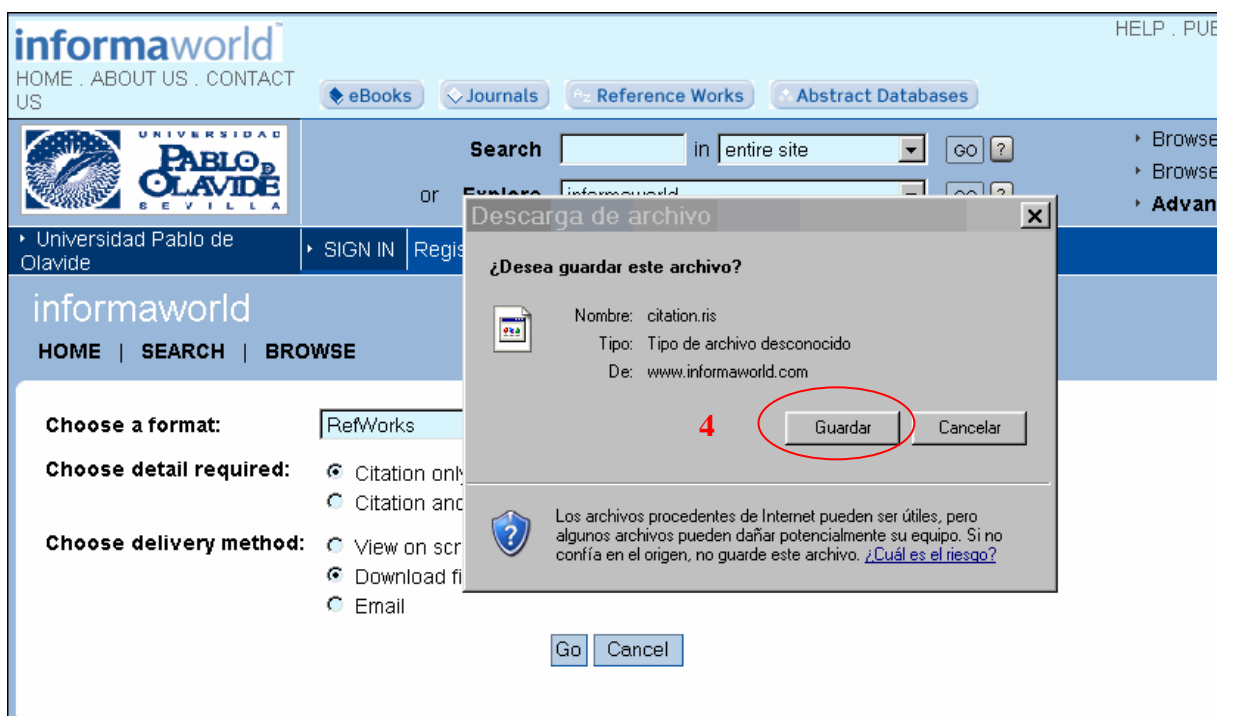 informaworld
HELP . PUB
HOME . ABOUT US . CONTACT
US
eBooks
Journals
Reference Works
Abstract Databases
UNIVERSIDAD
PABLO DE
OLAVIDE
SEVILLA
Search
in
entire site
GO
?
Browse
or
Browse
Advan
Descarga de archivo
Universidad Pablo de
Olavide
SIGN IN
Regis
¿Desea guardar este archivo?
informaworld
HOME | SEARCH | BROWSE
Nombre: citation.ris
Tipo: Tipo de archivo desconocido
De: www.informaworld.com
Choose a format:
RefWorks
4
Guardar
Cancelar
Choose detail required:
Citation only
Citation and
Choose delivery method:
View on scr
Download fi
Email
Los archivos procedentes de Internet pueden ser útiles, pero
algunos archivos pueden dañar potencialmente su equipo. Si no
confía en el origen, no guarde este archivo. ¿Cuál es el riesgo?
Go
Cancel